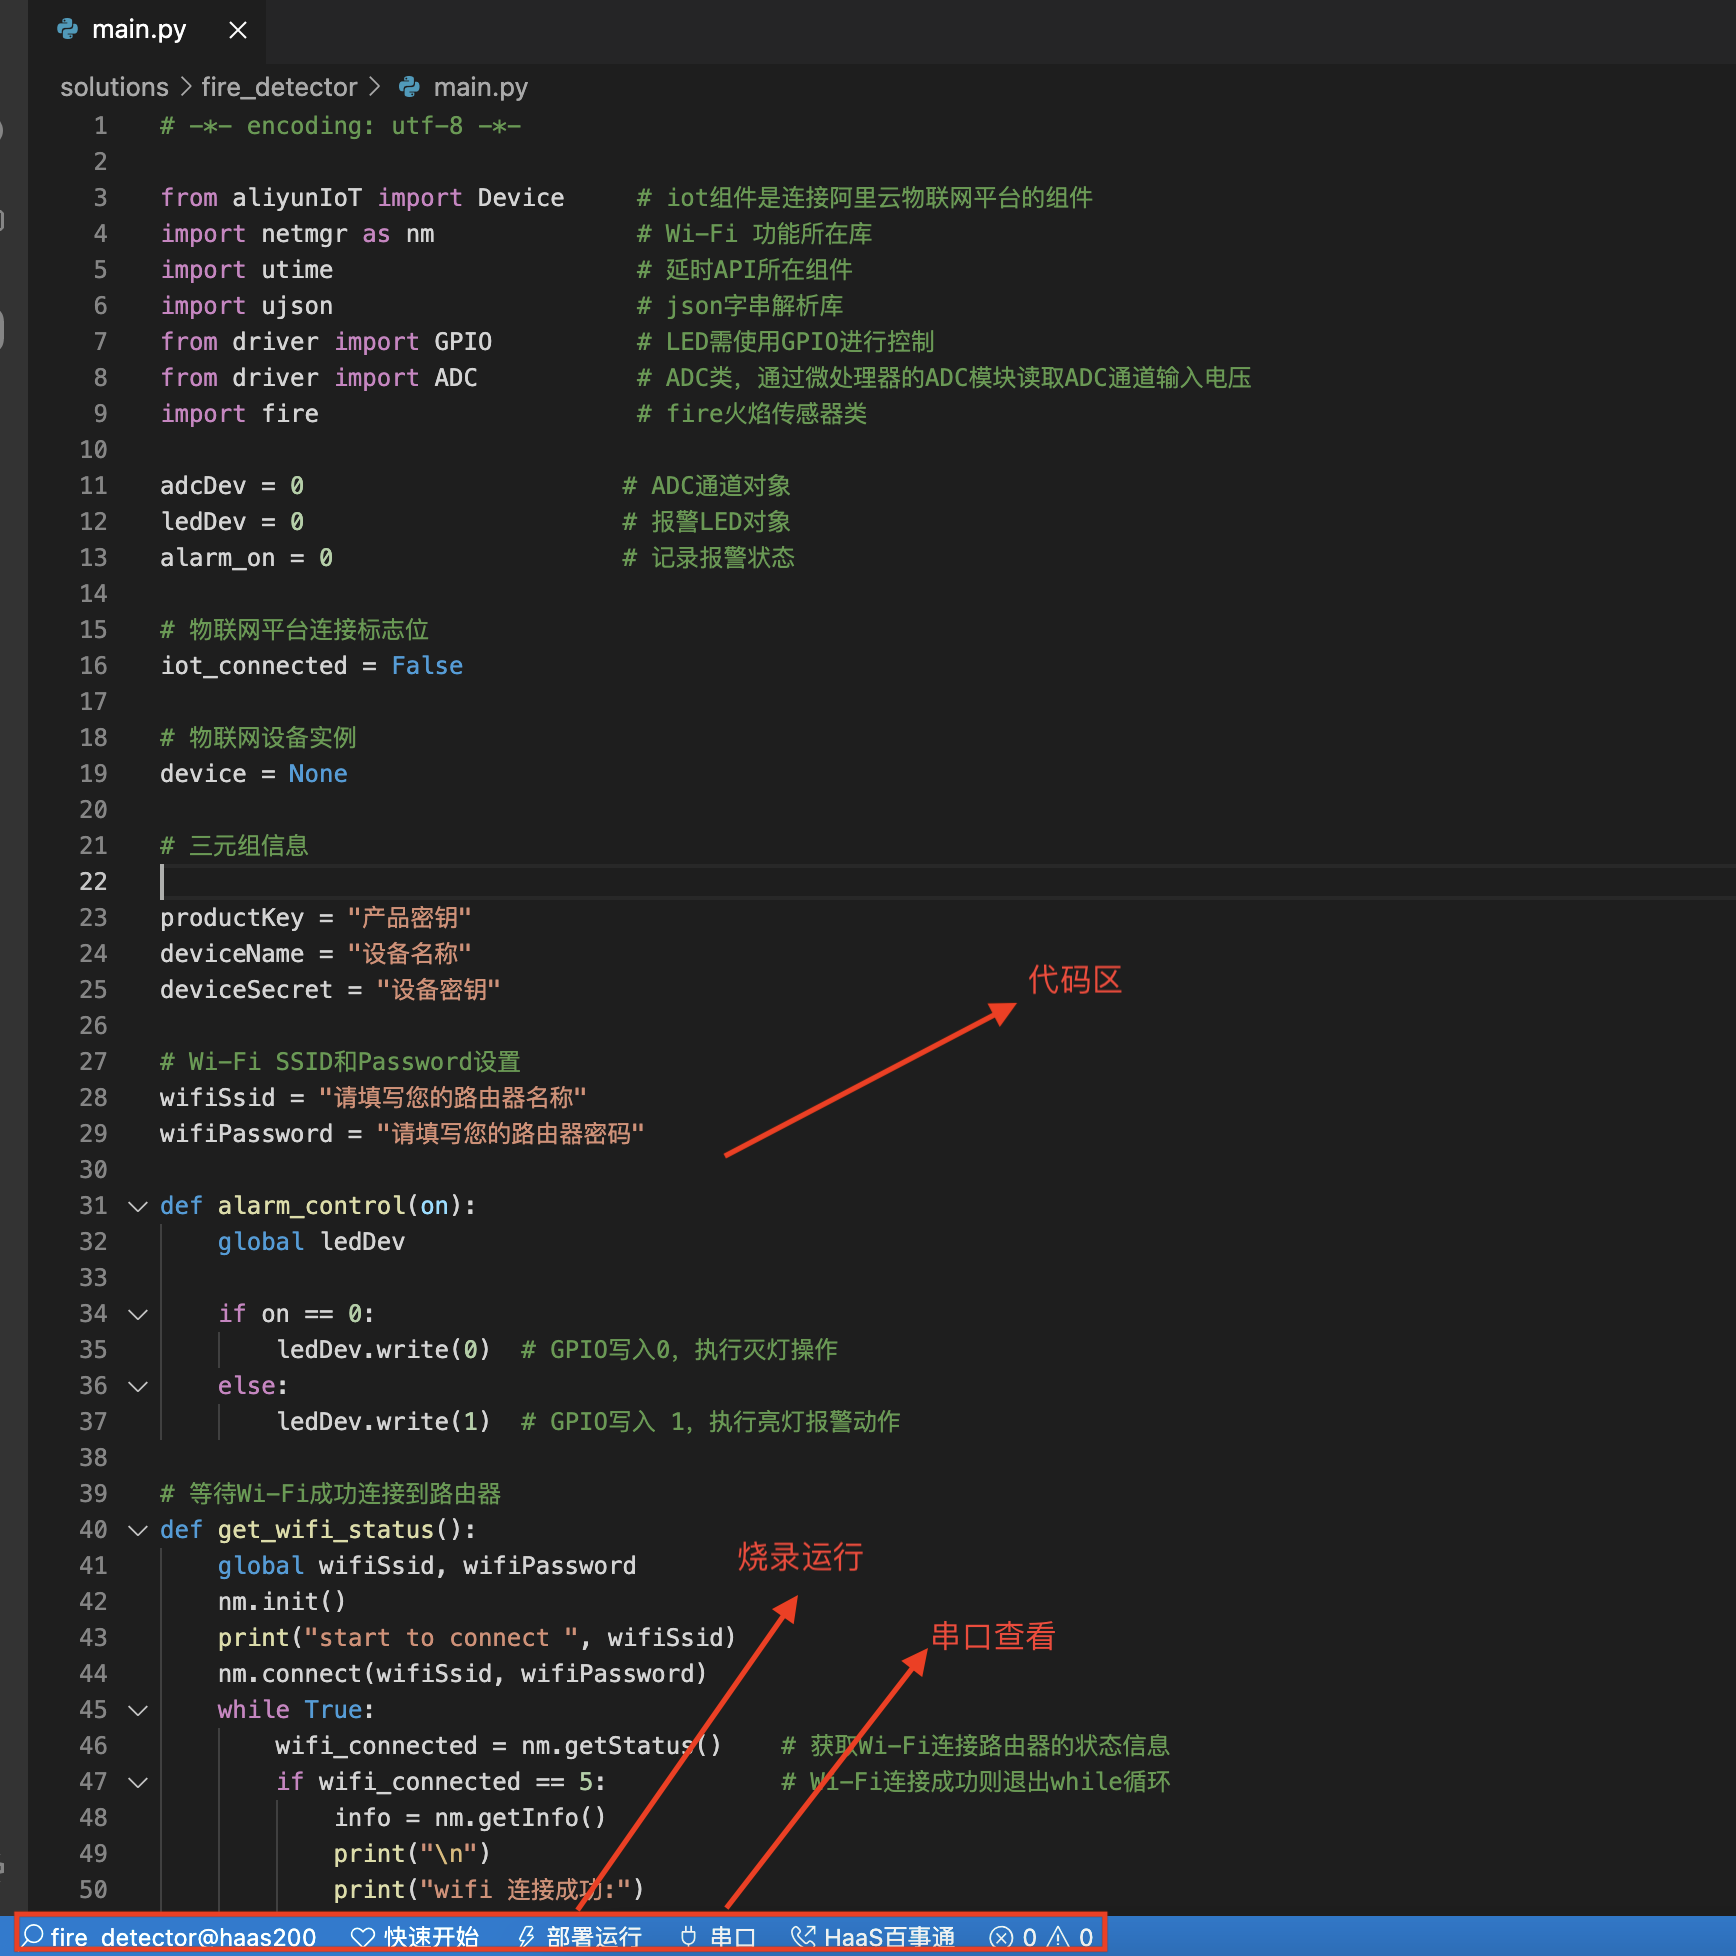 main.py
solutions > fire_detector > main.py
1 # -*- encoding: utf-8 -*-
2
3 from aliyunIoT import Device # iot组件是连接阿里云物联网平台的组件
4 import netmgr as nm # Wi-Fi 功能所在库
5 import utime # 延时API所在组件
6 import ujson # json字串解析库
7 from driver import GPIO # LED需使用GPIO进行控制
8 from driver import ADC # ADC类，通过微处理器的ADC模块读取ADC通道输入电压
9 import fire # fire火焰传感器类
10
11 adcDev = 0 # ADC通道对象
12 ledDev = 0 # 报警LED对象
13 alarm_on = 0 # 记录报警状态
14
15 # 物联网平台连接标志位
16 iot_connected = False
17
18 # 物联网设备实例
19 device = None
20
21 # 三元组信息
22
23 productKey = "产品密钥"
24 deviceName = "设备名称"
25 deviceSecret = "设备密钥"
代码区
26
27 # Wi-Fi SSID和Password设置
28 wifiSsid = "请填写您的路由器名称"
29 wifiPassword = "请填写您的路由器密码"
30
31 def alarm_control(on):
32 global ledDev
33
34 if on == 0:
35 ledDev.write(0) # GPIO写入0，执行灭灯操作
36 else:
37 ledDev.write(1) # GPIO写入 1，执行亮灯报警动作
38
39 # 等待Wi-Fi成功连接到路由器
40 def get_wifi_status():
41 global wifiSsid, wifiPassword
烧录运行
42 nm.init()
43 print("start to connect ", wifiSsid)
串口查看
44 nm.connect(wifiSsid, wifiPassword)
45 while True:
46 wifi_connected = nm.getStatus() # 获取Wi-Fi连接路由器的状态信息
47 if wifi_connected == 5: # Wi-Fi连接成功则退出while循环
48 info = nm.getInfo()
49 print("\n")
50 print("wifi 连接成功:")
fire_detector@haas200 快速开始 部署运行 串口 HaaS百事通 0 0